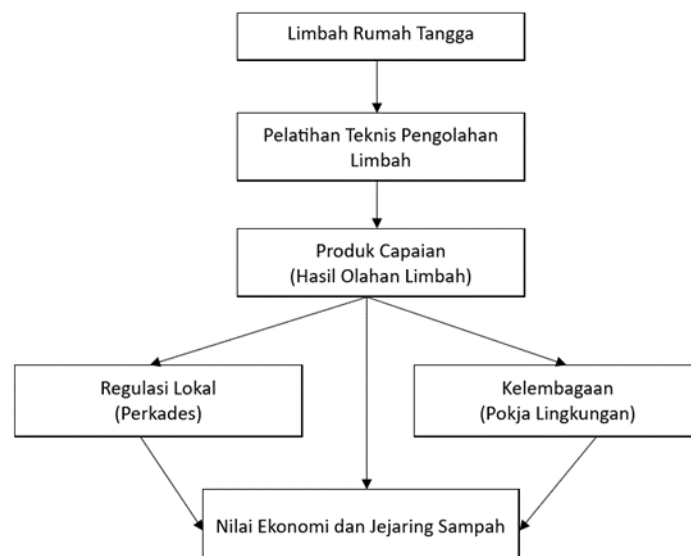 Limbah Rumah Tangga
Pelatihan Teknis Pengolahan
Limbah
Produk Capaian
(Hasil Olahan Limbah)
Regulasi Lokal
(Perkades)
Kelembagaan
(Pokja Lingkungan)
Nilai Ekonomi dan Jejaring Sampah